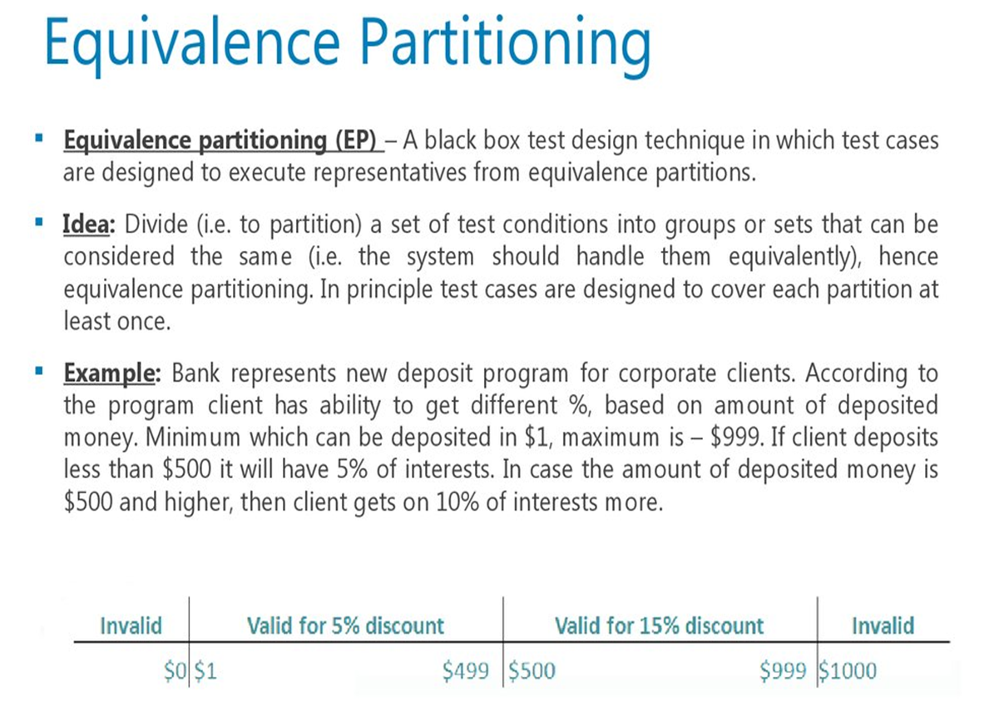 Equivalence Partitioning
Equivalence partitioning (EP) – A black box test design technique in which test cases
are designed to execute representatives from equivalence partitions.
Idea: Divide (i.e. to partition) a set of test conditions into groups or sets that can be
considered the same (i.e. the system should handle them equivalently), hence
equivalence partitioning. In principle test cases are designed to cover each partition at
least once.
Example: Bank represents new deposit program for corporate clients. According to
the program client has ability to get different %, based on amount of deposited
money. Minimum which can be deposited in $1, maximum is – $999. If client deposits
less than $500 it will have 5% of interests. In case the amount of deposited money is
$500 and higher, then client gets on 10% of interests more.
Invalid Valid for 5% discount Valid for 15% discount Invalid
$0 $1 $499 $500 $999 $1000